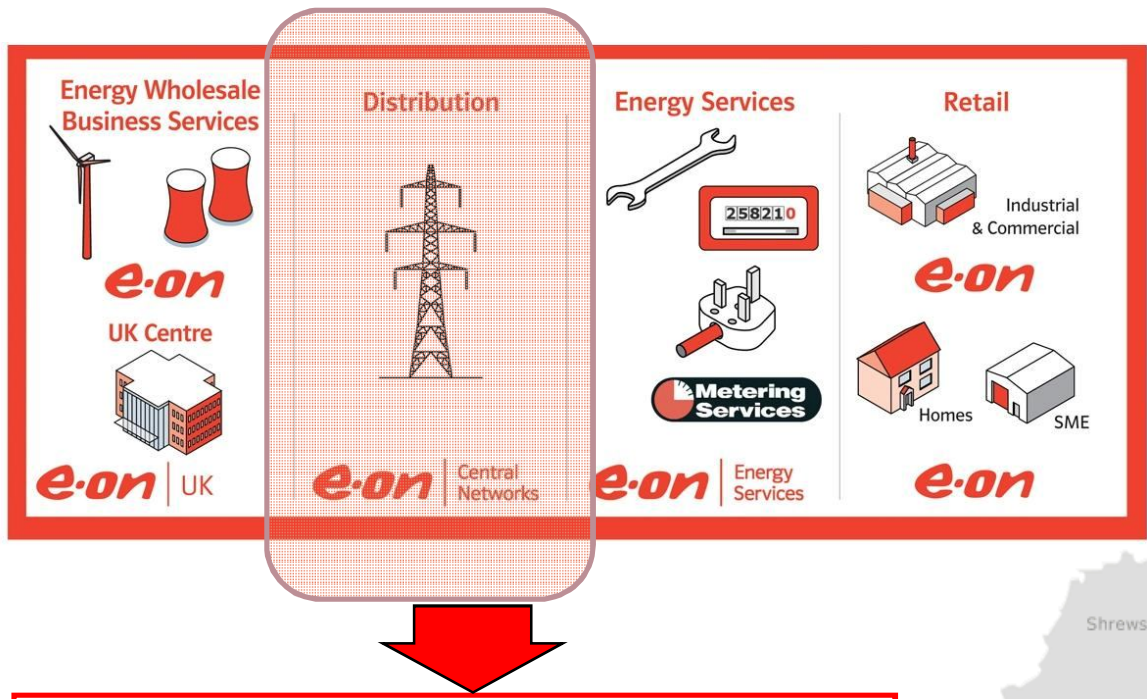 Energy Wholesale
Business Services
e·on
UK Centre
e·on | UK
Distribution
e·on | Central
Networks
Energy Services
258210
Metering
Services
e·on | Energy
Services
Retail
Industrial
& Commercial
e·on
Homes
SME
e·on
Shrews